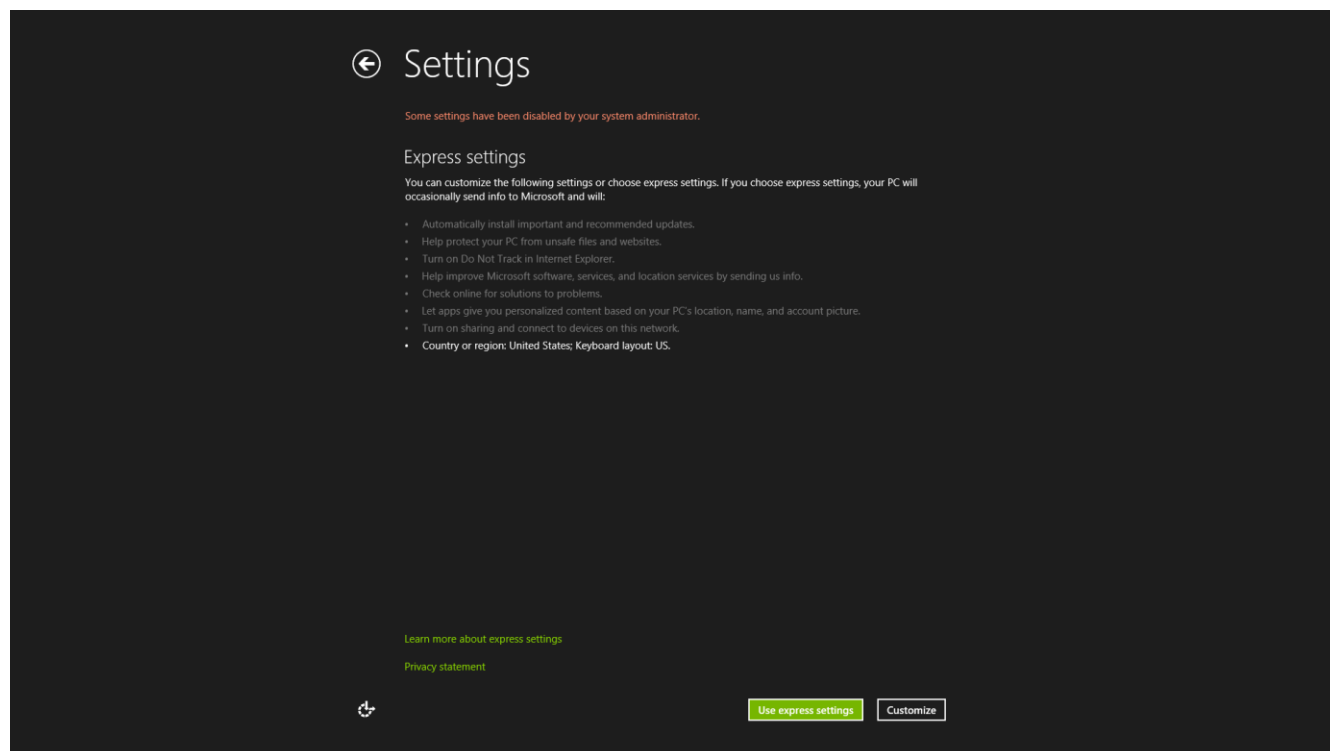 Settings
Some settings have been disabled by your system administrator.
Express settings
You can customize the following settings or choose express settings. If you choose express settings, your PC will
occasionally send info to Microsoft and will:
• Automatically install important and recommended updates.
• Help protect your PC from unsafe files and websites.
• Turn on Do Not Track in Internet Explorer.
• Help improve Microsoft software, services, and location services by sending us info.
• Check online for solutions to problems.
• Let apps give you personalized content based on your PC's location, name, and account picture.
• Turn on sharing and connect to devices on this network.
• Country or region: United States; Keyboard layout: US.
Learn more about express settings
Privacy statement
Use express settings Customize